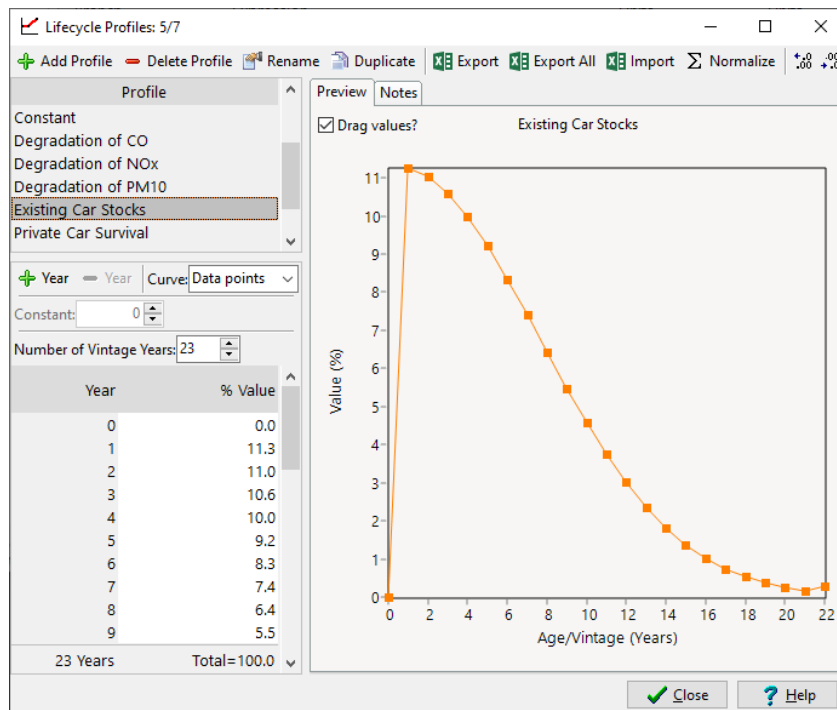 Lifecycle Profiles: 5/7
Add Profile Delete Profile Rename Duplicate Export Export All Import Σ Normalize
Profile
Constant
Degradation of CO
Degradation of NOx
Degradation of PM10
Existing Car Stocks
Private Car Survival
Year Year Curve: Data points
Constant: 0
Number of Vintage Years: 23
Year % Value
0 0.0
1 11.3
2 11.0
3 10.6
4 10.0
5 9.2
6 8.3
7 7.4
8 6.4
9 5.5
23 Years Total=100.0
Preview Notes
Drag values? Existing Car Stocks
Value (%)
11
10
9
8
7
6
5
4
3
2
1
0
0 2 4 6 8 10 12 14 16 18 20 22
Age/Vintage (Years)
Close ? Help